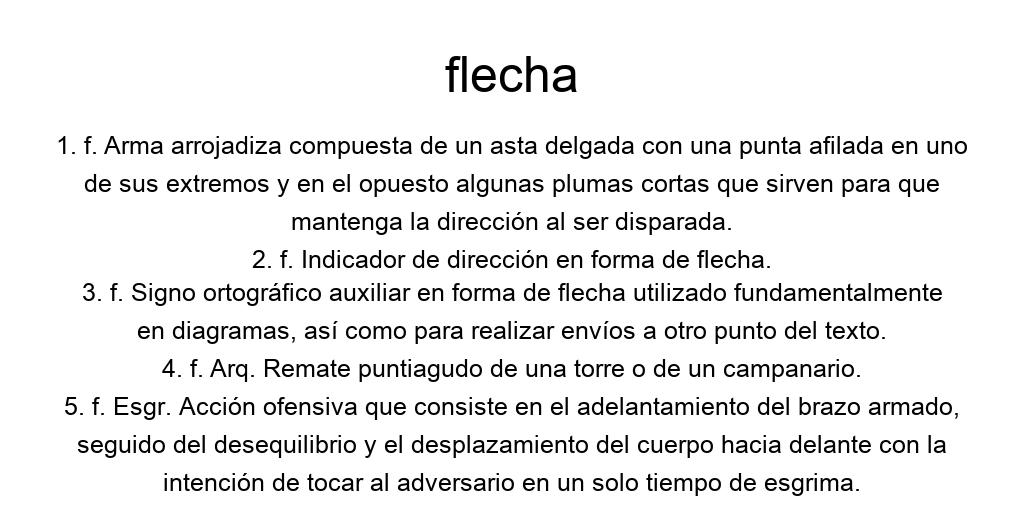 flecha
1. f. Arma arrojadiza compuesta de un asta delgada con una punta afilada en uno
de sus extremos y en el opuesto algunas plumas cortas que sirven para que
mantenga la dirección al ser disparada.
2. f. Indicador de dirección en forma de flecha.
3. f. Signo ortográfico auxiliar en forma de flecha utilizado fundamentalmente
en diagramas, así como para realizar envíos a otro punto del texto.
4. f. Arq. Remate puntiagudo de una torre o de un campanario.
5. f. Esgr. Acción ofensiva que consiste en el adelantamiento del brazo armado,
seguido del desequilibrio y el desplazamiento del cuerpo hacia delante con la
intención de tocar al adversario en un solo tiempo de esgrima.